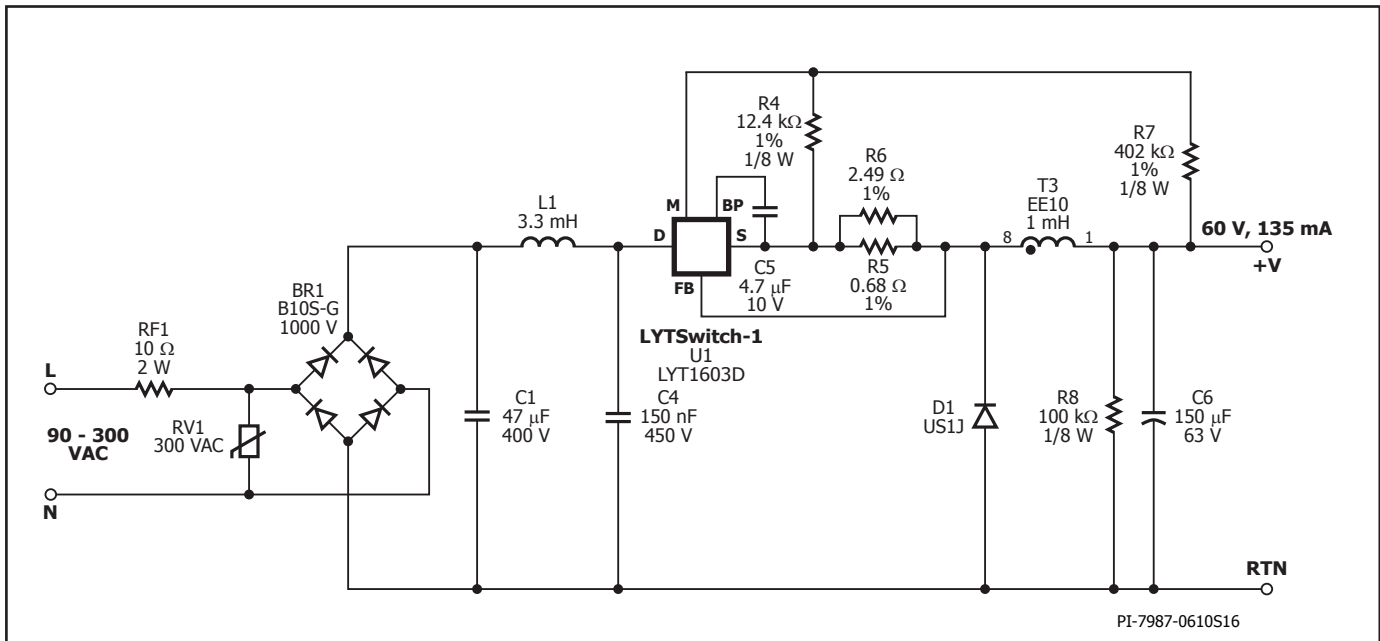 R4
12.4 kΩ
1%
1/8 W
R7
402 kΩ
1%
1/8 W
R6
2.49 Ω
1%
T3
EE10
1 mH
L1
3.3 mH
M
BP
D
S
FB
8
1
60 V, 135 mA
+V
C5
4.7 μF
10 V
R5
0.68 Ω
1%
BR1
B10S-G
1000 V
LYTSwitch-1
U1
LYT1603D
RF1
10 Ω
2 W
L
C1
47 μF
400 V
C4
150 nF
450 V
D1
US1J
R8
100 kΩ
1/8 W
C6
150 μF
63 V
RV1
300 VAC
90 - 300
VAC
N
RTN
PI-7987-0610S16